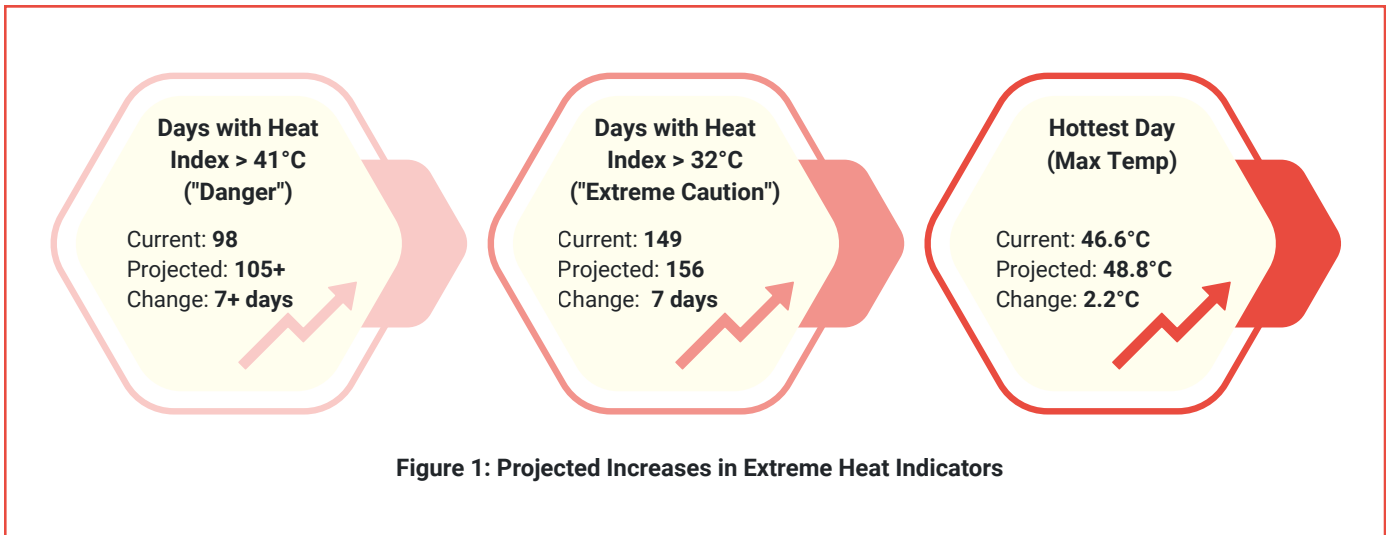 Days with Heat
Index > 41°C
("Danger")
Current: 98
Projected: 105+
Change: 7+ days
Days with Heat
Index > 32°C
("Extreme Caution")
Current: 149
Projected: 156
Change: 7 days
Hottest Day
(Max Temp)
Current: 46.6°C
Projected: 48.8°C
Change: 2.2°C
Figure 1: Projected Increases in Extreme Heat Indicators